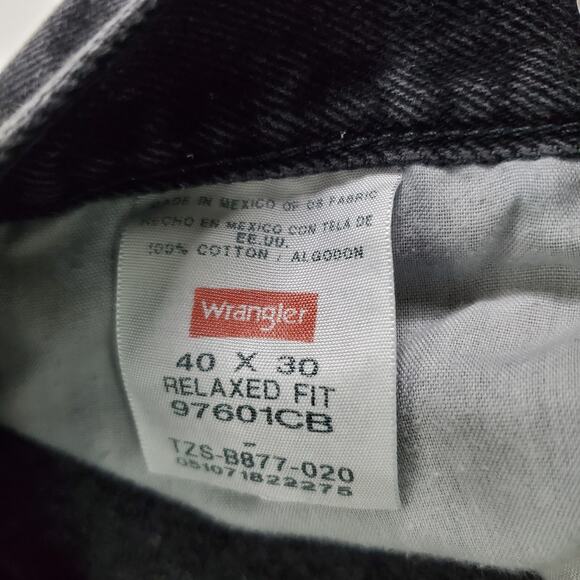 MADE IN MEXICO OF US FABRIC
HECHO EN MEXICO CON TELA DE
EE.UU.
100% COTTON / ALGODON
Wrangler
40 X 30
RELAXED FIT
97601CB
-
TZS-B877-020
051071822275